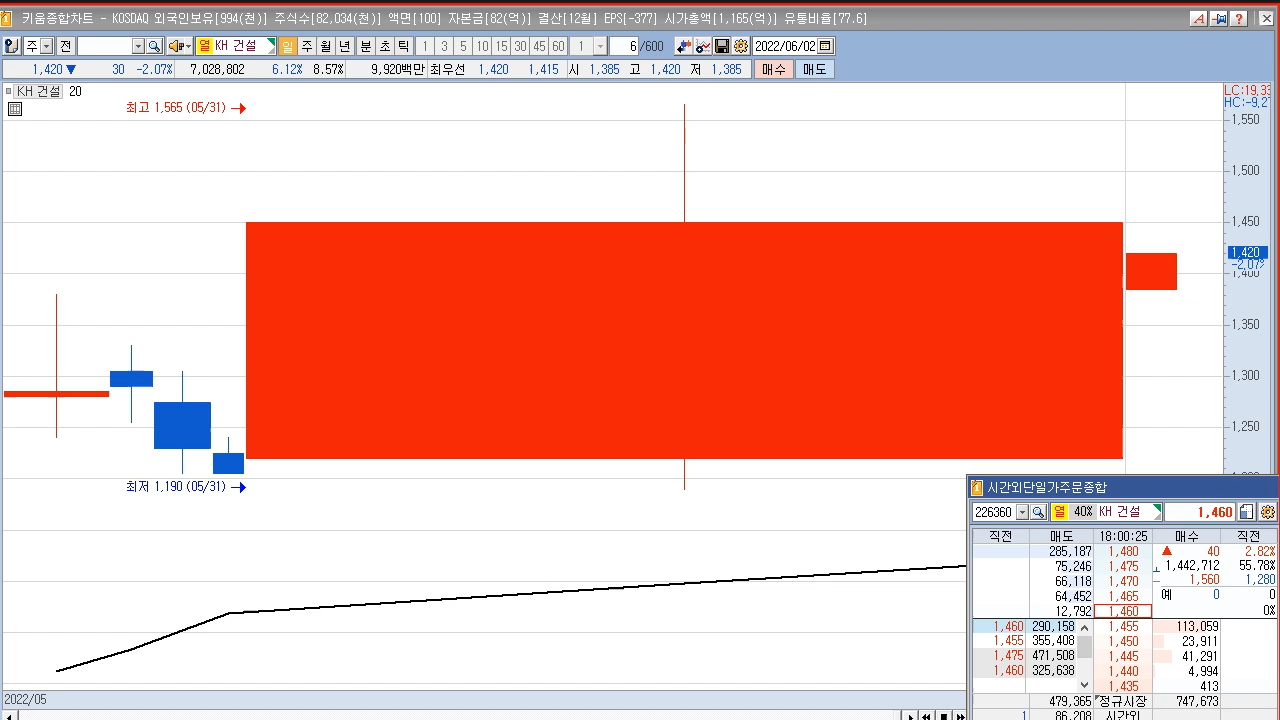 키움종합차트 - KOSDAQ 외국인보유[994(천)] 주식수[82,034(천)] 액면[100] 자본금[82(억)] 결산[12월] EPS[-377] 시가총액[1,165(억)] 유통비율[77.6]
주 전 열 KH 건설 일 주 월 년 분 초 틱 1 3 5 10 15 30 45 60 1 6 /600 2022/06/02
1,420 ▼ 30 -2.07% 7,028,802 6.12% 8.57% 9,920백만 최우선 1,420 1,415 시 1,385 고 1,420 저 1,385 매수 매도
KH 건설 20
LC:19,33
HC:-9,27
최고 1,565 (05/31)
1,550
1,500
1,450
1,420
-2.07%
1,400
1,350
1,300
1,250
최저 1,190 (05/31)
시간외단일가주문종합
226360 열 40% KH 건설 1,460
직전 매도 18:00:25 매수 직전
285,187 1,480 ▲ 40 2.82%
75,246 1,475 1,442,712 55.76%
66,118 1,470 1,560 1,280
64,452 1,465 예 0 0
12,792 1,460 0%
1,460 290,158 1,455 113,059
1,455 355,408 1,450 23,911
1,475 471,508 1,445 41,291
1,460 325,638 1,440 4,994
1,435 413
479,365 정규시장 747,673
1 86,208 시간외
2022/05